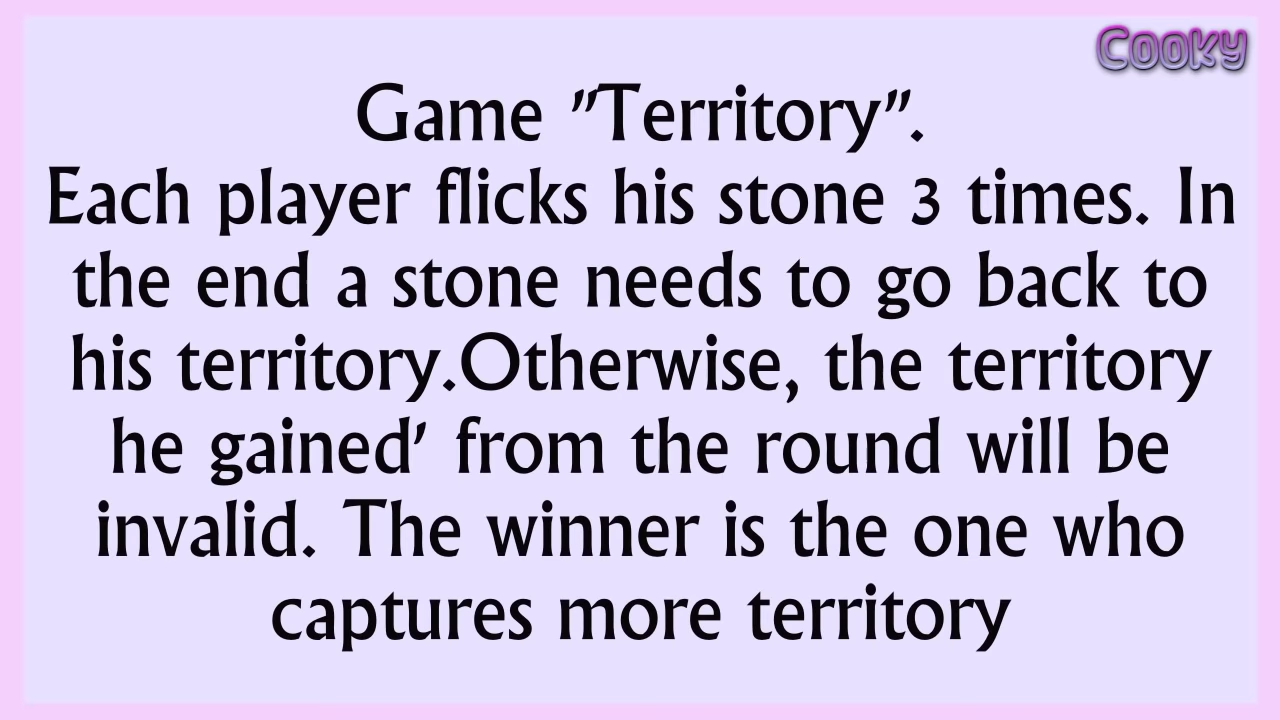 Cooky
Game "Territory".
Each player flicks his stone 3 times. In
the end a stone needs to go back to
his territory.Otherwise, the territory
he gained' from the round will be
invalid. The winner is the one who
captures more territory